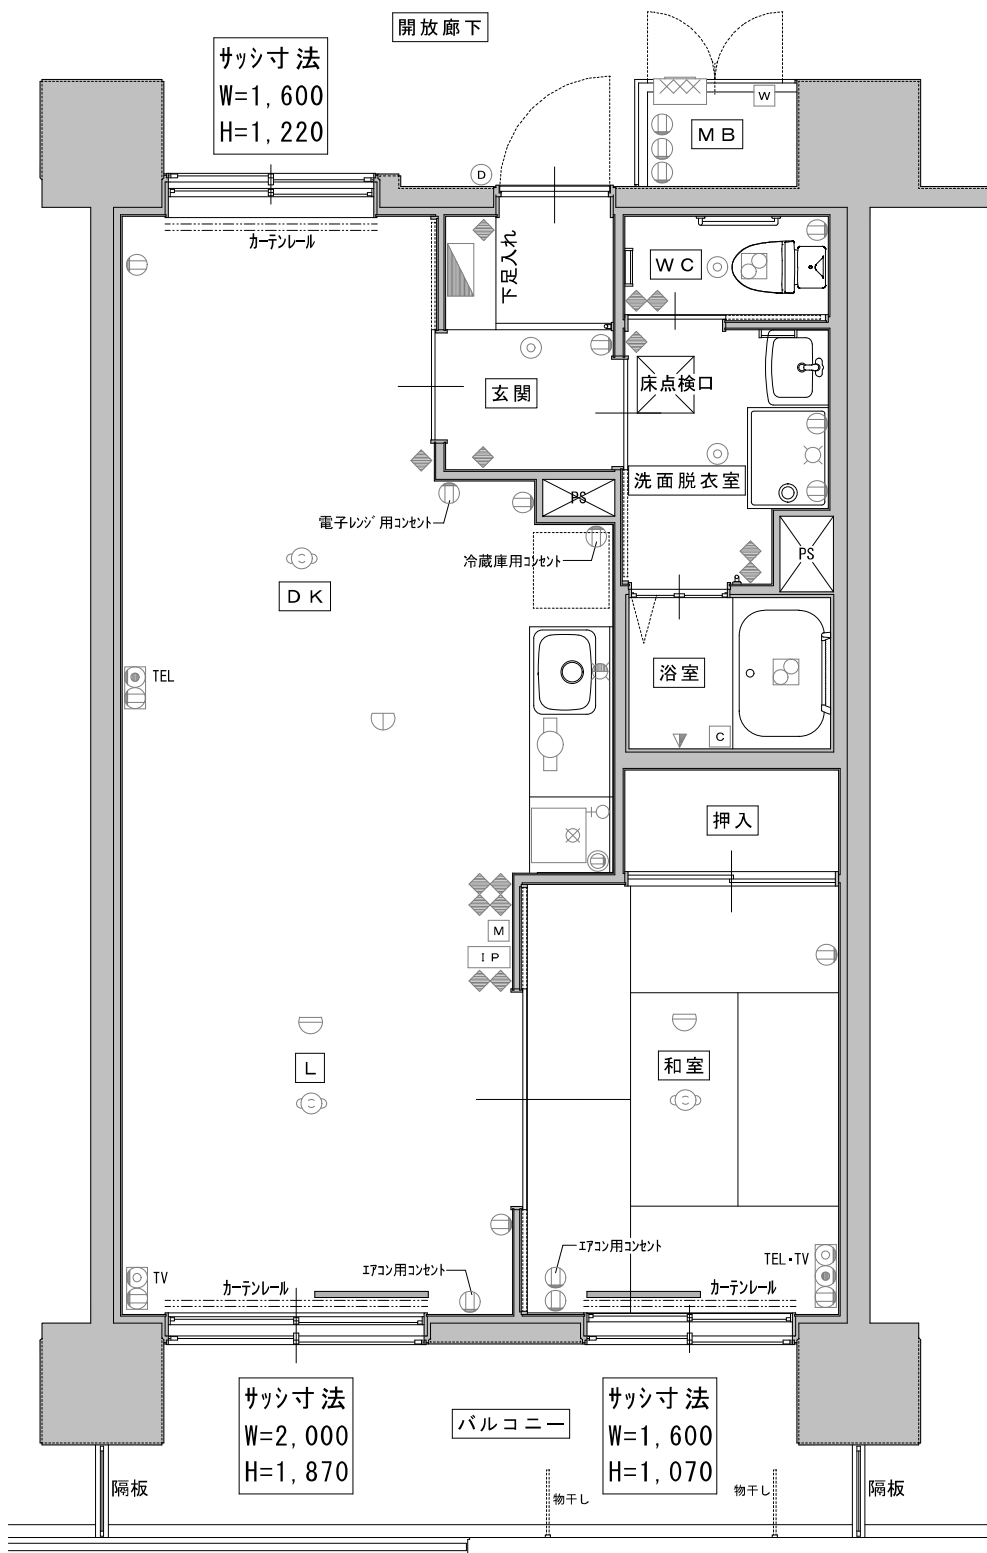 開放廊下
サッシ寸法
W=1,600
H=1,220
W
MB
D
カーテンレール
下足入れ
WC
玄関
床点検口
洗面脱衣室
PS
電子レンジ用コンセント
冷蔵庫用コンセント
PS
DK
TEL
浴室
C
押入
M
IP
L
和室
エアコン用コンセント
TEL・TV
エアコン用コンセント
TV
カーテンレール
カーテンレール
サッシ寸法
W=2,000
H=1,870
バルコニー
サッシ寸法
W=1,600
H=1,070
隔板
物干し
物干し
隔板